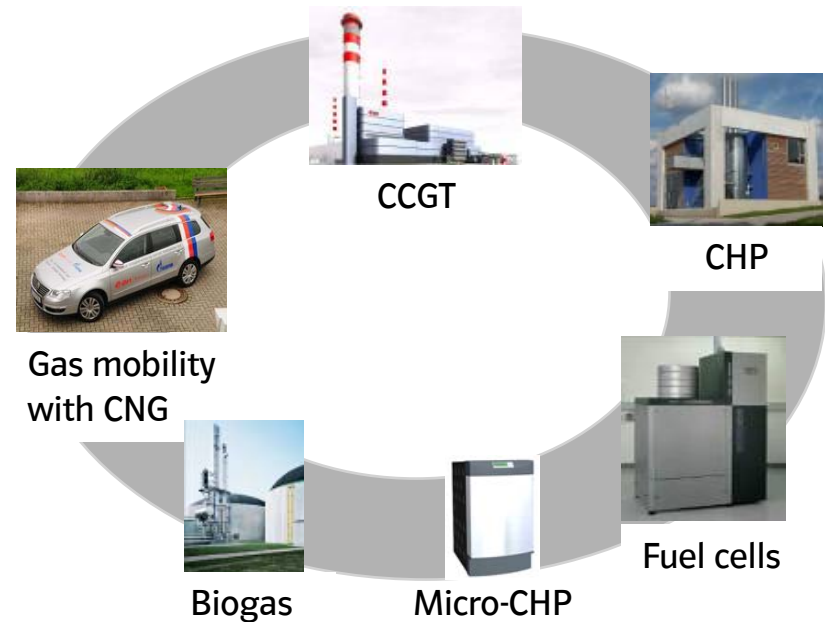 CCGT
CHP
Gas mobility
with CNG
Fuel cells
Biogas
Micro-CHP